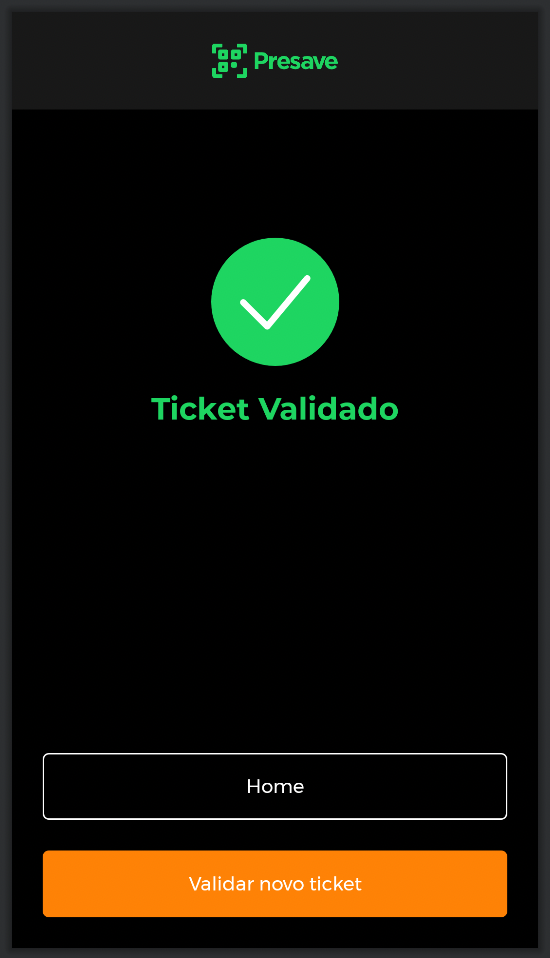 Presave
Ticket Validado
Home
Validar novo ticket